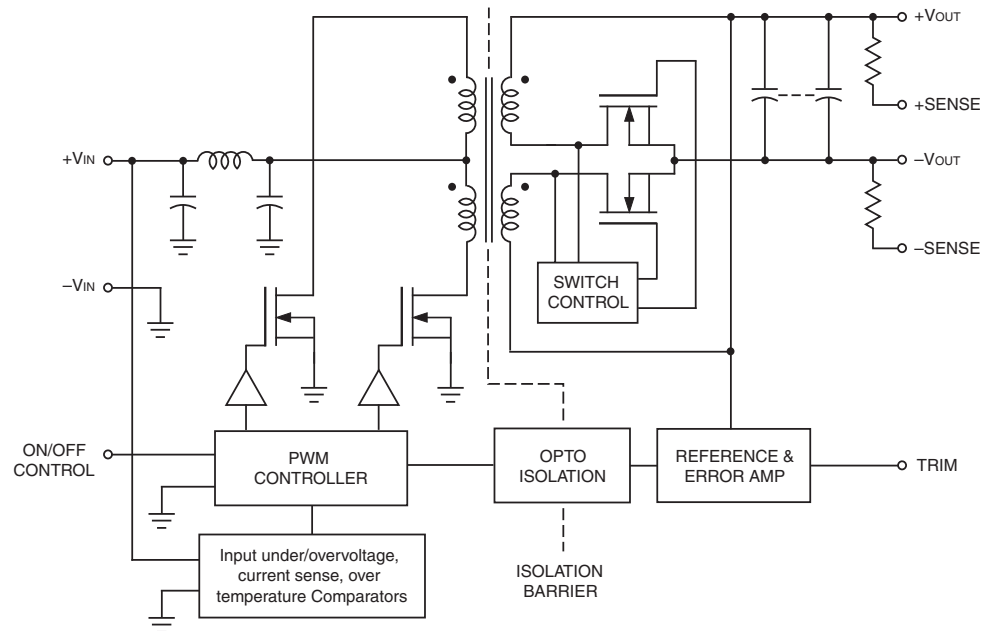 +VOUT
+SENSE
+VIN
–VOUT
–SENSE
–VIN
SWITCH
CONTROL
ON/OFF
CONTROL
PWM
CONTROLLER
OPTO
ISOLATION
REFERENCE &
ERROR AMP
TRIM
Input under/overvoltage,
current sense, over
temperature Comparators
ISOLATION
BARRIER